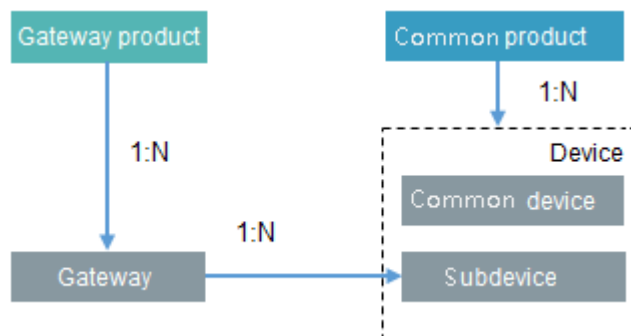 Gateway product
Common product
1:N
1:N
Device
Common device
1:N
Gateway
Subdevice